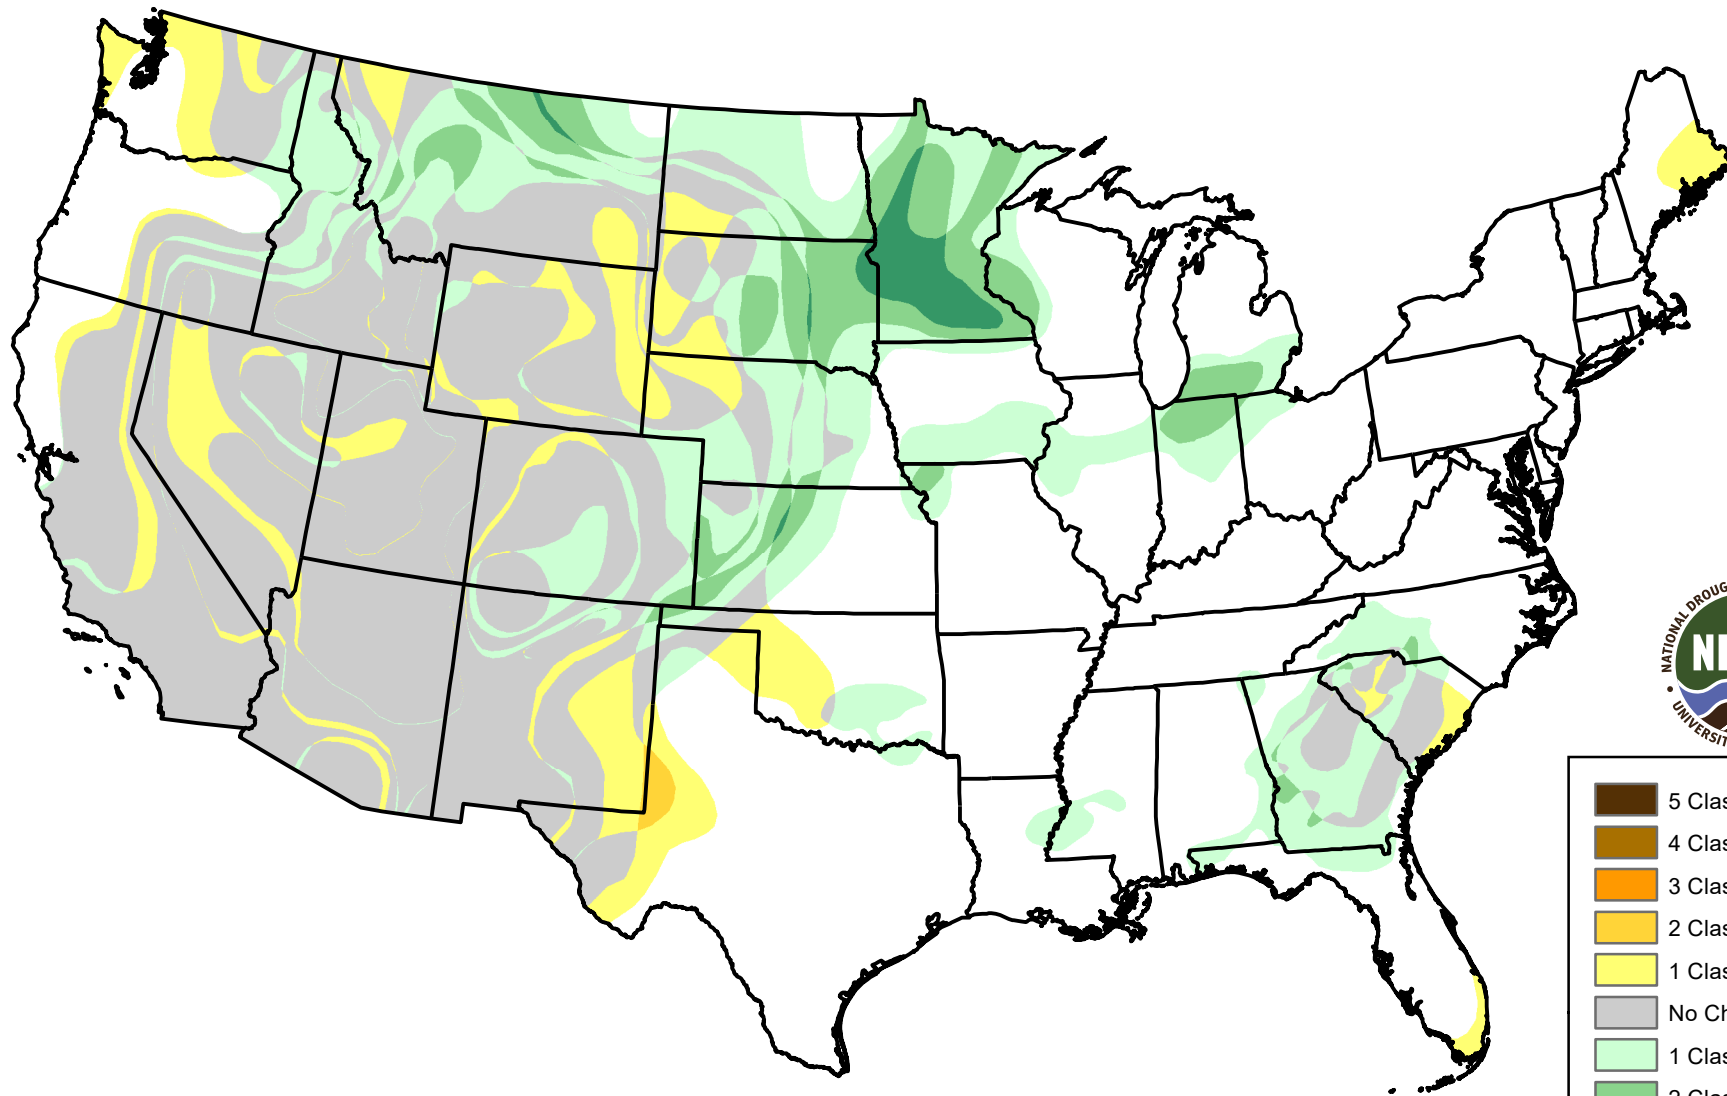 NATIONAL DROUG
UNIVERSIT
5 Clas
4 Clas
3 Clas
2 Clas
1 Clas
No Ch
1 Clas